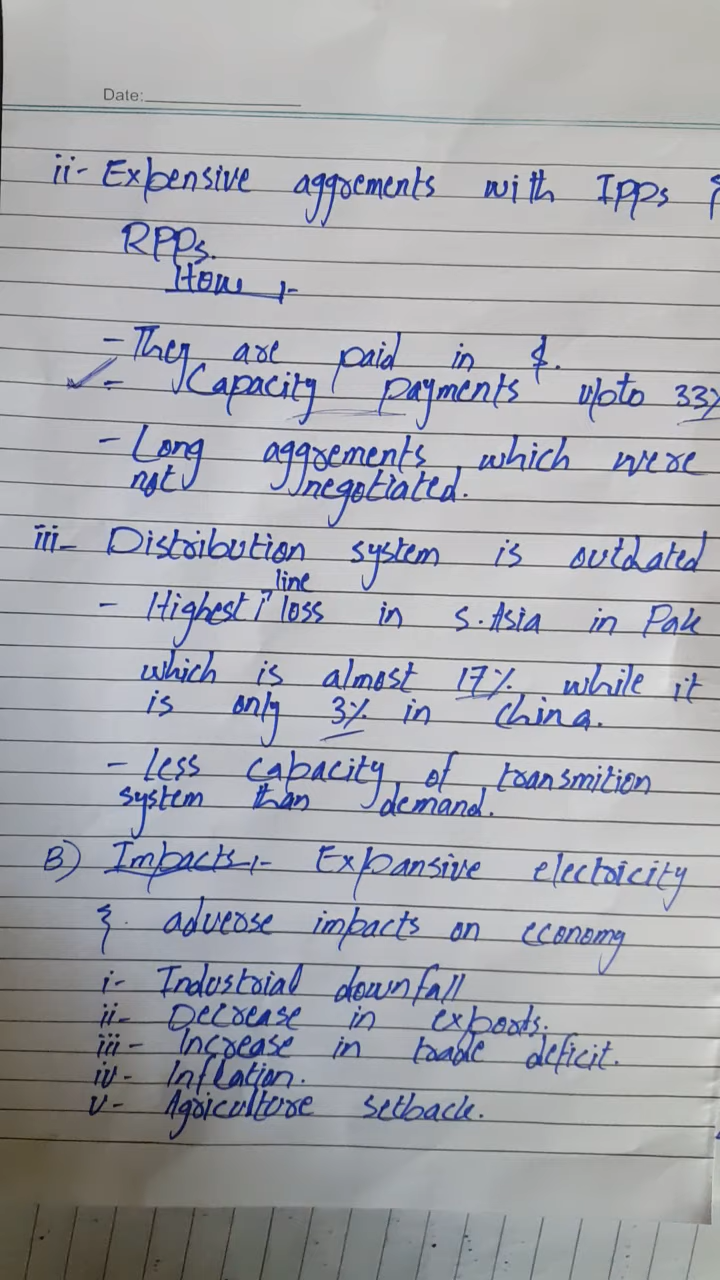 Date:
ii- Expensive aggrements with IPPs &
RPPs.
How :-
- They are paid in $.
- Capacity payments upto 33%
- Long aggrements which were
not negotiated.
iii- Distribution system is outdated
- Highest line loss in S. Asia in Pak
which is almost 17% while it
is only 3% in China.
- Less capacity of transmition
system than demand.
B) Impacts:- Expansive electricity
& adverse impacts on economy
i- Industrial downfall
ii- Decrease in exports.
iii- Increase in trade deficit.
iv- Inflation.
v- Agriculture setback.